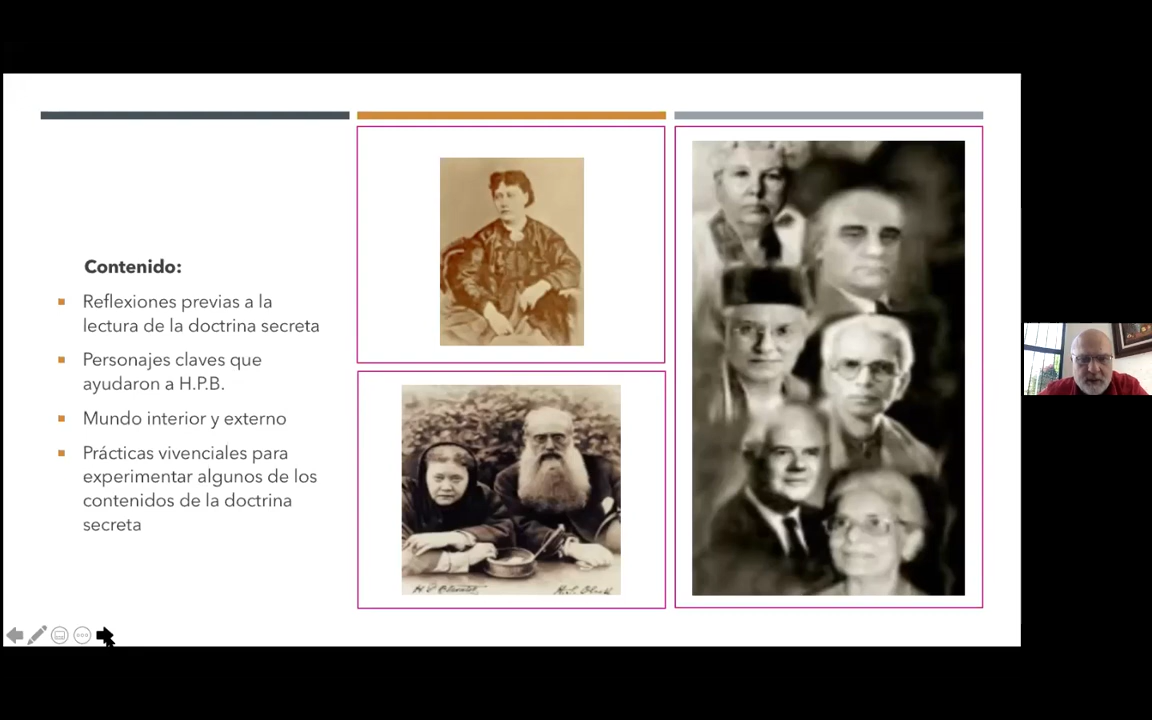 Contenido:
Reflexiones previas a la
lectura de la doctrina secreta
Personajes claves que
ayudaron a H.P.B.
Mundo interior y externo
Prácticas vivenciales para
experimentar algunos de los
contenidos de la doctrina
secreta